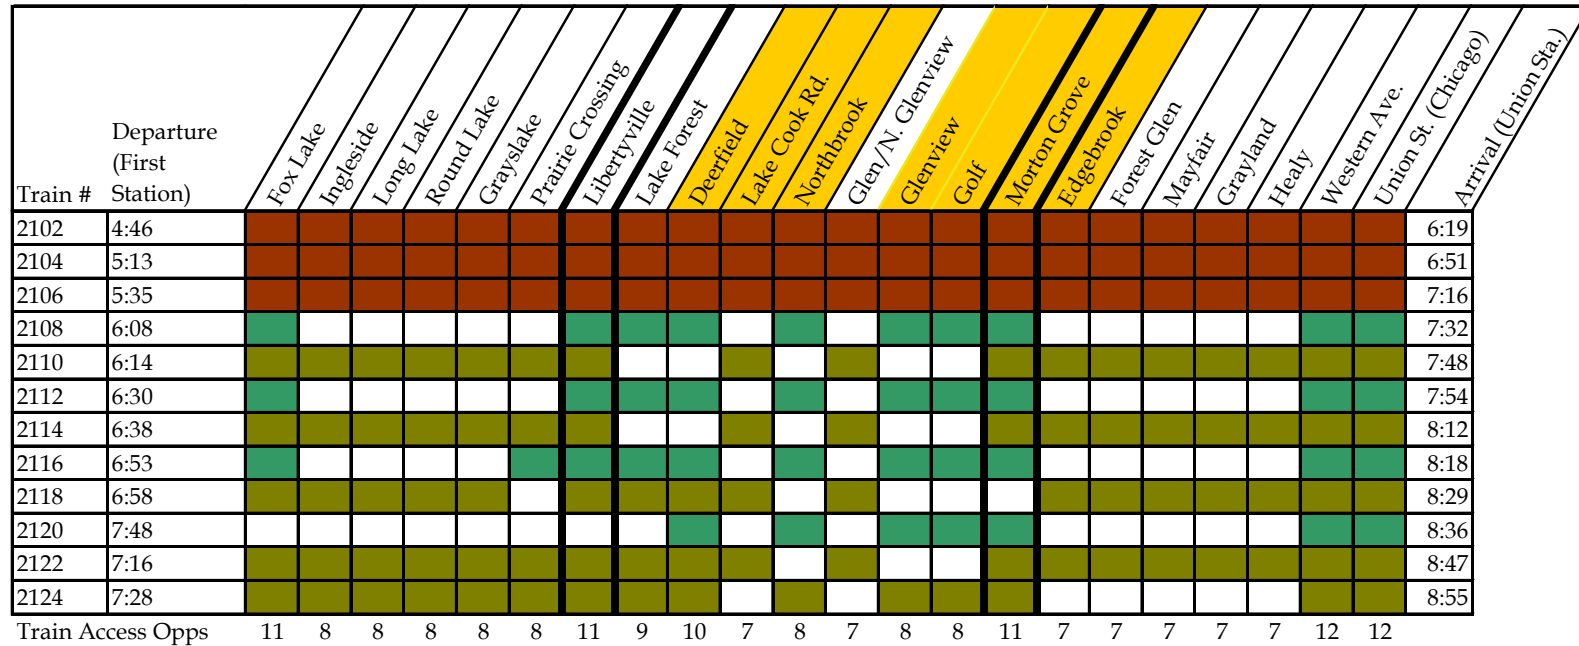 Train #
Departure
(First
Station)
Fox Lake
Ingleside
Long Lake
Round Lake
Grayslake
Prairie Crossing
Libertyville
Lake Forest
Deerfield
Lake Cook Rd.
Northbrook
Glen/N. Glenview
Glenview
Golf
Morton Grove
Edgebrook
Forest Glen
Mayfair
Grayland
Healy
Western Ave.
Union St. (Chicago)
Arrival (Union Sta.)
2102 4:46 6:19
2104 5:13 6:51
2106 5:35 7:16
2108 6:08 7:32
2110 6:14 7:48
2112 6:30 7:54
2114 6:38 8:12
2116 6:53 8:18
2118 6:58 8:29
2120 7:48 8:36
2122 7:16 8:47
2124 7:28 8:55
Train Access Opps 11 8 8 8 8 8 11 9 10 7 8 7 8 8 11 7 7 7 7 7 12 12